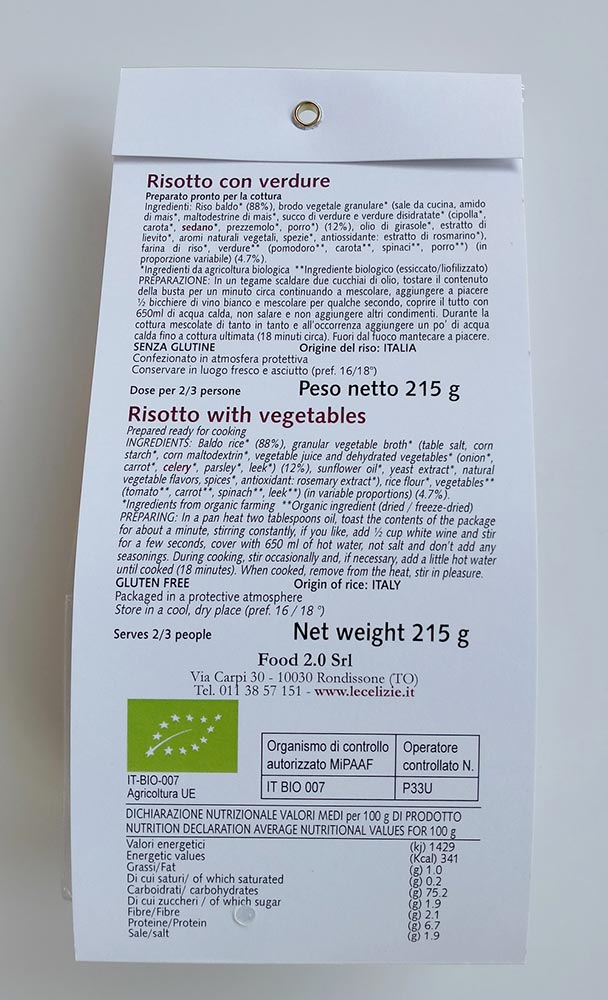 Risotto con verdure
Preparato pronto per la cottura
Ingredienti: Riso baldo* (88%), brodo vegetale granulare* (sale da cucina, amido
di mais*, maltodestrine di mais*, succo di verdure e verdure disidratate* (cipolla*,
carota*, sedano*, prezzemolo*, porro*) (12%), olio di girasole*, estratto di
lievito*, aromi naturali vegetali, spezie*, antiossidante: estratto di rosmarino*),
farina di riso*, verdure** (pomodoro**, carota**, spinaci**, porro**) (in
proporzione variabile) (4.7%).
*Ingredienti da agricoltura biologica **Ingrediente biologico (essiccato/liofilizzato)
PREPARAZIONE: In un tegame scaldare due cucchiai di olio, tostare il contenuto
della busta per un minuto circa continuando a mescolare, aggiungere a piacere
½ bicchiere di vino bianco e mescolare per qualche secondo, coprire il tutto con
650ml di acqua calda, non salare e non aggiungere altri condimenti. Durante la
cottura mescolate di tanto in tanto e all'occorrenza aggiungere un po' di acqua
calda fino a cottura ultimata (18 minuti circa). Fuori dal fuoco mantecare a piacere.
SENZA GLUTINE Origine del riso: ITALIA
Confezionato in atmosfera protettiva
Conservare in luogo fresco e asciutto (pref. 16/18°)
Dose per 2/3 persone Peso netto 215 g
Risotto with vegetables
Prepared ready for cooking
INGREDIENTS: Baldo rice* (88%), granular vegetable broth* (table salt, corn
starch*, corn maltodextrin*, vegetable juice and dehydrated vegetables* (onion*,
carrot*, celery*, parsley*, leek*) (12%), sunflower oil*, yeast extract*, natural
vegetable flavors, spices*, antioxidant: rosemary extract*), rice flour*, vegetables**
(tomato**, carrot**, spinach**, leek**) (in variable proportions) (4.7%).
*Ingredients from organic farming **Organic ingredient (dried / freeze-dried)
PREPARING: In a pan heat two tablespoons oil, toast the contents of the package
for about a minute, stirring constantly, if you like, add ½ cup white wine and stir
for a few seconds, cover with 650 ml of hot water, not salt and don't add any
seasonings. During cooking, stir occasionally and, if necessary, add a little hot water
until cooked (18 minutes). When cooked, remove from the heat, stir in pleasure.
GLUTEN FREE Origin of rice: ITALY
Packaged in a protective atmosphere
Store in a cool, dry place (pref. 16 / 18 °)
Serves 2/3 people Net weight 215 g
Food 2.0 Srl
Via Carpi 30 - 10030 Rondissone (TO)
Tel. 011 38 57 151 - www.lecelizie.it
IT-BIO-007
Agricoltura UE
Organismo di controllo
autorizzato MiPAAF
Operatore
controllato N.
IT BIO 007 P33U
DICHIARAZIONE NUTRIZIONALE VALORI MEDI per 100 g DI PRODOTTO
NUTRITION DECLARATION AVERAGE NUTRITIONAL VALUES FOR 100 g
Valori energetici (kj) 1429
Energetic values (Kcal) 341
Grassi/Fat (g) 1.0
Di cui saturi/ of which saturated (g) 0.2
Carboidrati/ carbohydrates (g) 75.2
Di cui zuccheri / of which sugar (g) 1.9
Fibre/Fibre (g) 2.1
Proteine/Protein (g) 6.7
Sale/salt (g) 1.9